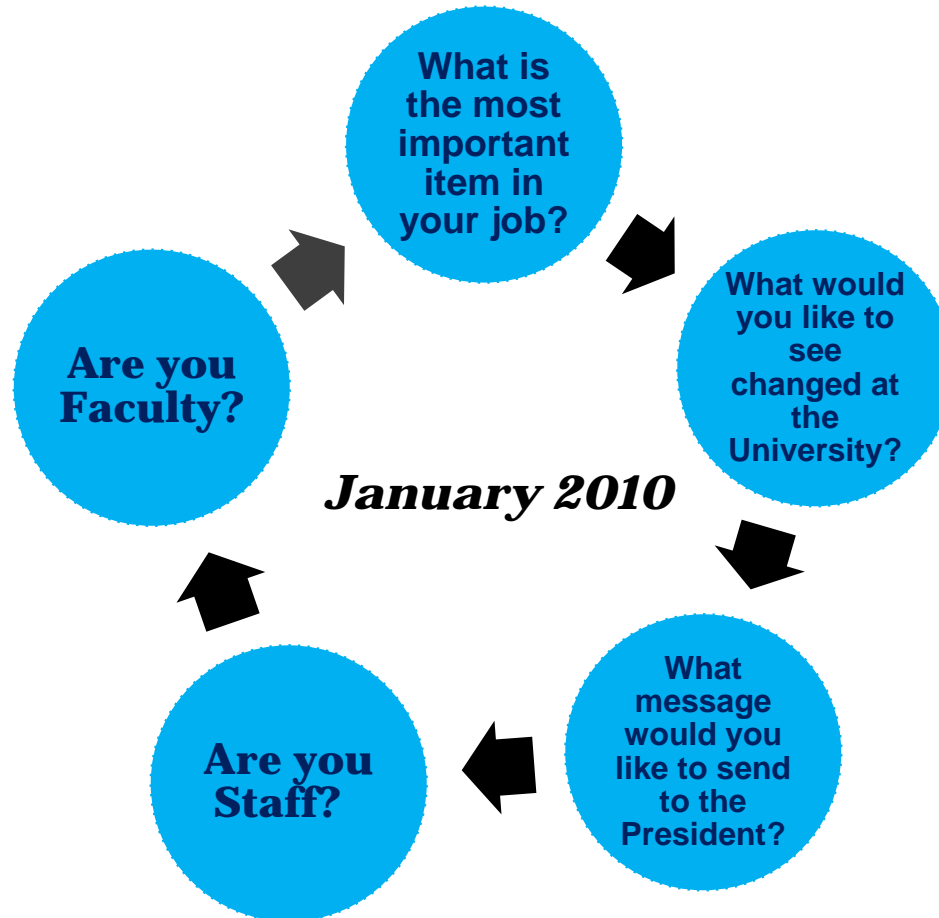 What is
the most
important
item in
your job?
What would
you like to
see
changed at
the
University?
What
message
would you
like to send
to the
President?
Are you
Staff?
Are you
Faculty?
January 2010